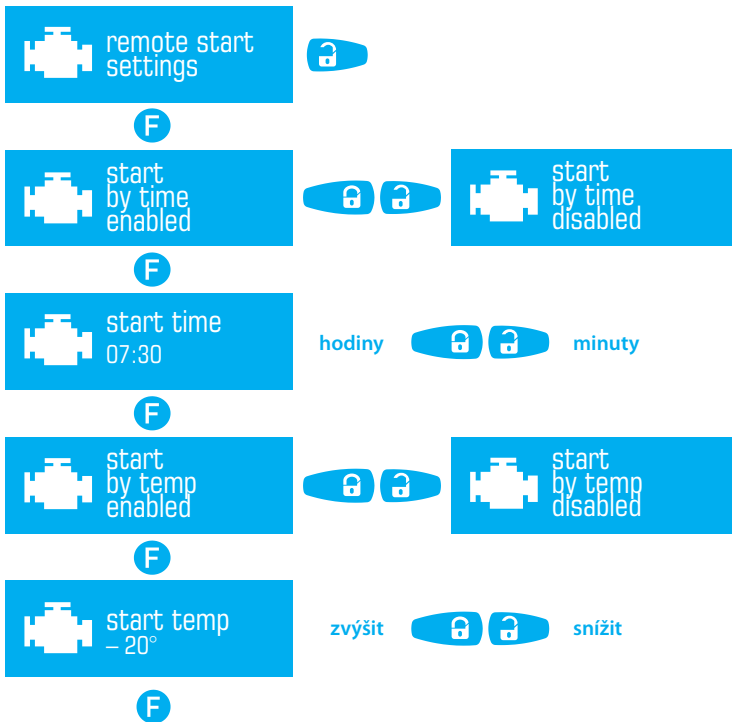 remote start
settings
F
start
by time
enabled
start
by time
disabled
F
start time
07:30
hodiny
minuty
F
start
by temp
enabled
start
by temp
disabled
F
start temp
– 20°
zvýšit
snížit
F